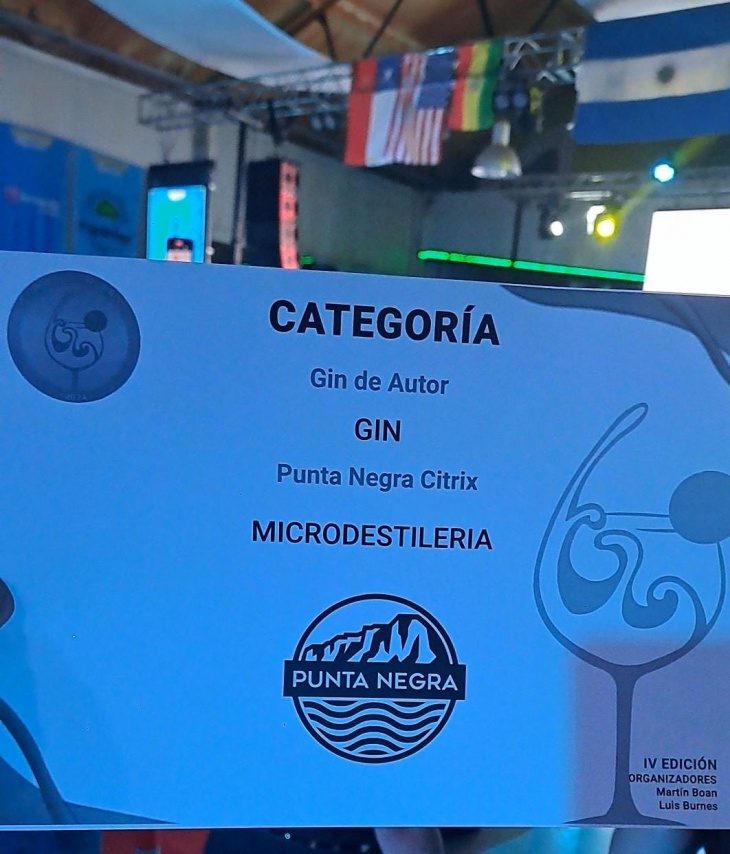 CATEGORÍA
Gin de Autor
GIN
Punta Negra Citrix
MICRODESTILERIA
PUNTA NEGRA
IV EDICIÓN
ORGANIZADORES
Martín Boan
Luis Burnes